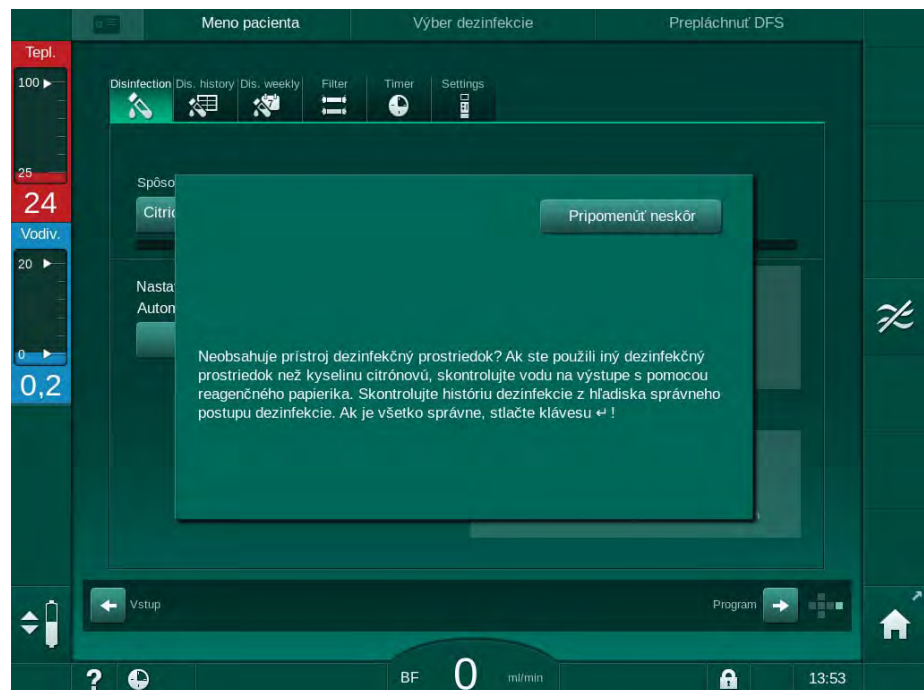 Meno pacienta
Výber dezinfekcie
Prepláchnuť DFS
Tepl.
100
25
24
Vodiv.
20
0
0,2
Disinfection
Dis. history
Dis. weekly
Filter
Timer
Settings
Spôso
Citric
Pripomenúť neskôr
Nasta
Autom
Neobsahuje prístroj dezinfekčný prostriedok? Ak ste použili iný dezinfekčný
prostriedok než kyselinu citrónovú, skontrolujte vodu na výstupe s pomocou
reagenčného papierika. Skontrolujte históriu dezinfekcie z hľadiska správneho
postupu dezinfekcie. Ak je všetko správne, stlačte klávesu ↵ !
Vstup
Program
? 
BF 0 ml/min
13:53